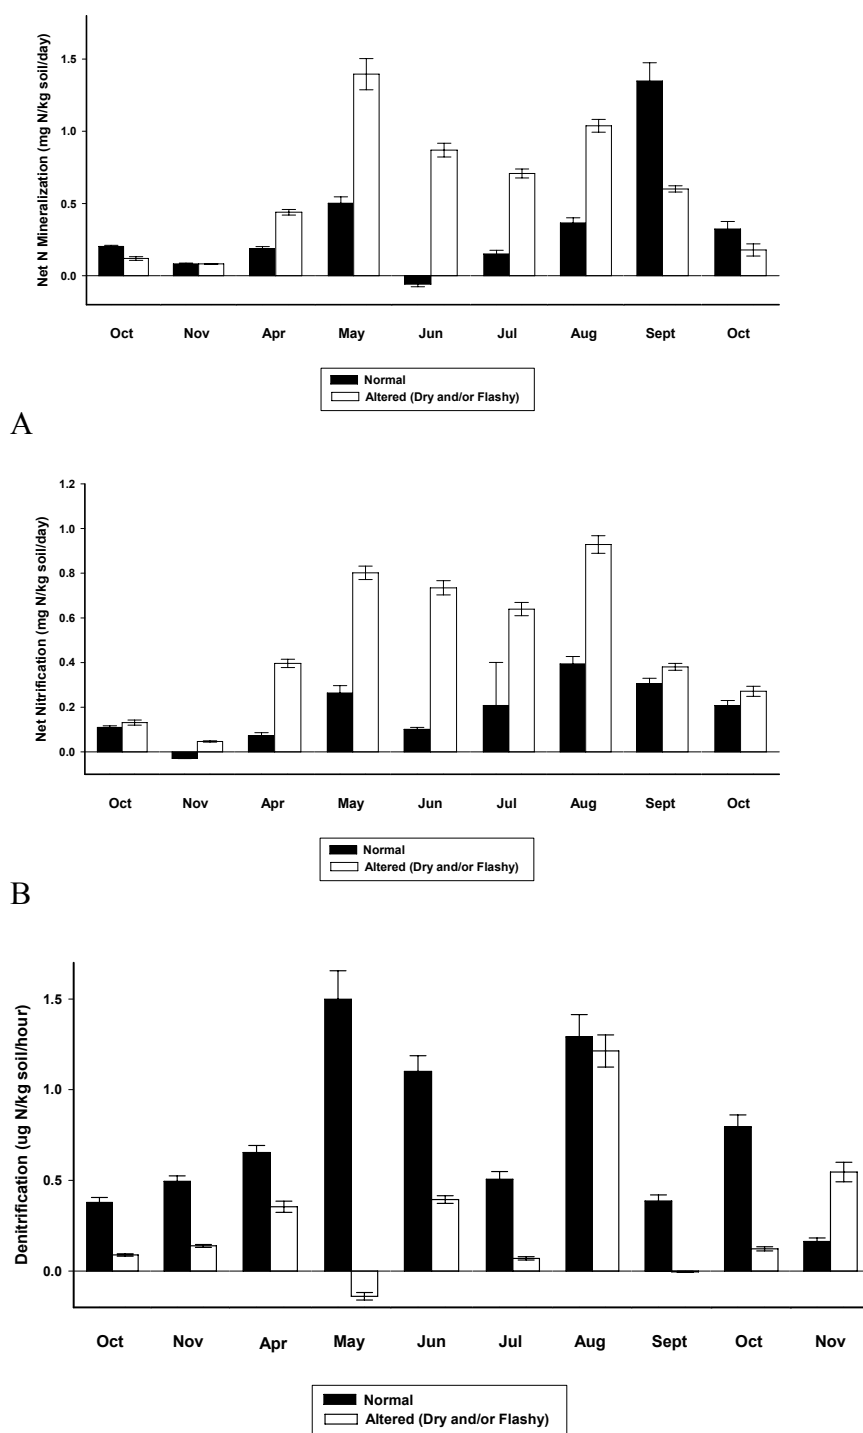 Net N Mineralization (mg N/kg soil/day)
1.5
1.0
0.5
0.0
Oct Nov Apr May Jun Jul Aug Sept Oct
Normal
Altered (Dry and/or Flashy)
A
Net Nitrification (mg N/kg soil/day)
1.2
1.0
0.8
0.6
0.4
0.2
0.0
Oct Nov Apr May Jun Jul Aug Sept Oct
Normal
Altered (Dry and/or Flashy)
B
Denitrification (ug N/kg soil/hour)
1.5
1.0
0.5
0.0
Oct Nov Apr May Jun Jul Aug Sept Oct Nov
Normal
Altered (Dry and/or Flashy)